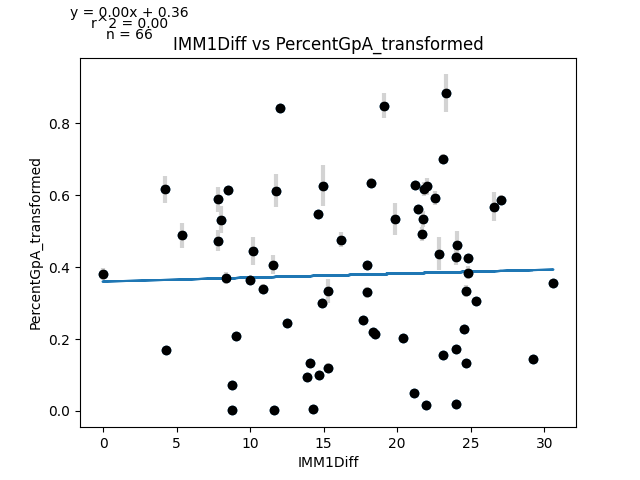 y = 0.00x + 0.36
r^2 = 0.00
n = 66
IMM1Diff vs PercentGpA_transformed
PercentGpA_transformed
0.8
0.6
0.4
0.2
0.0
0 5 10 15 20 25 30
IMM1Diff